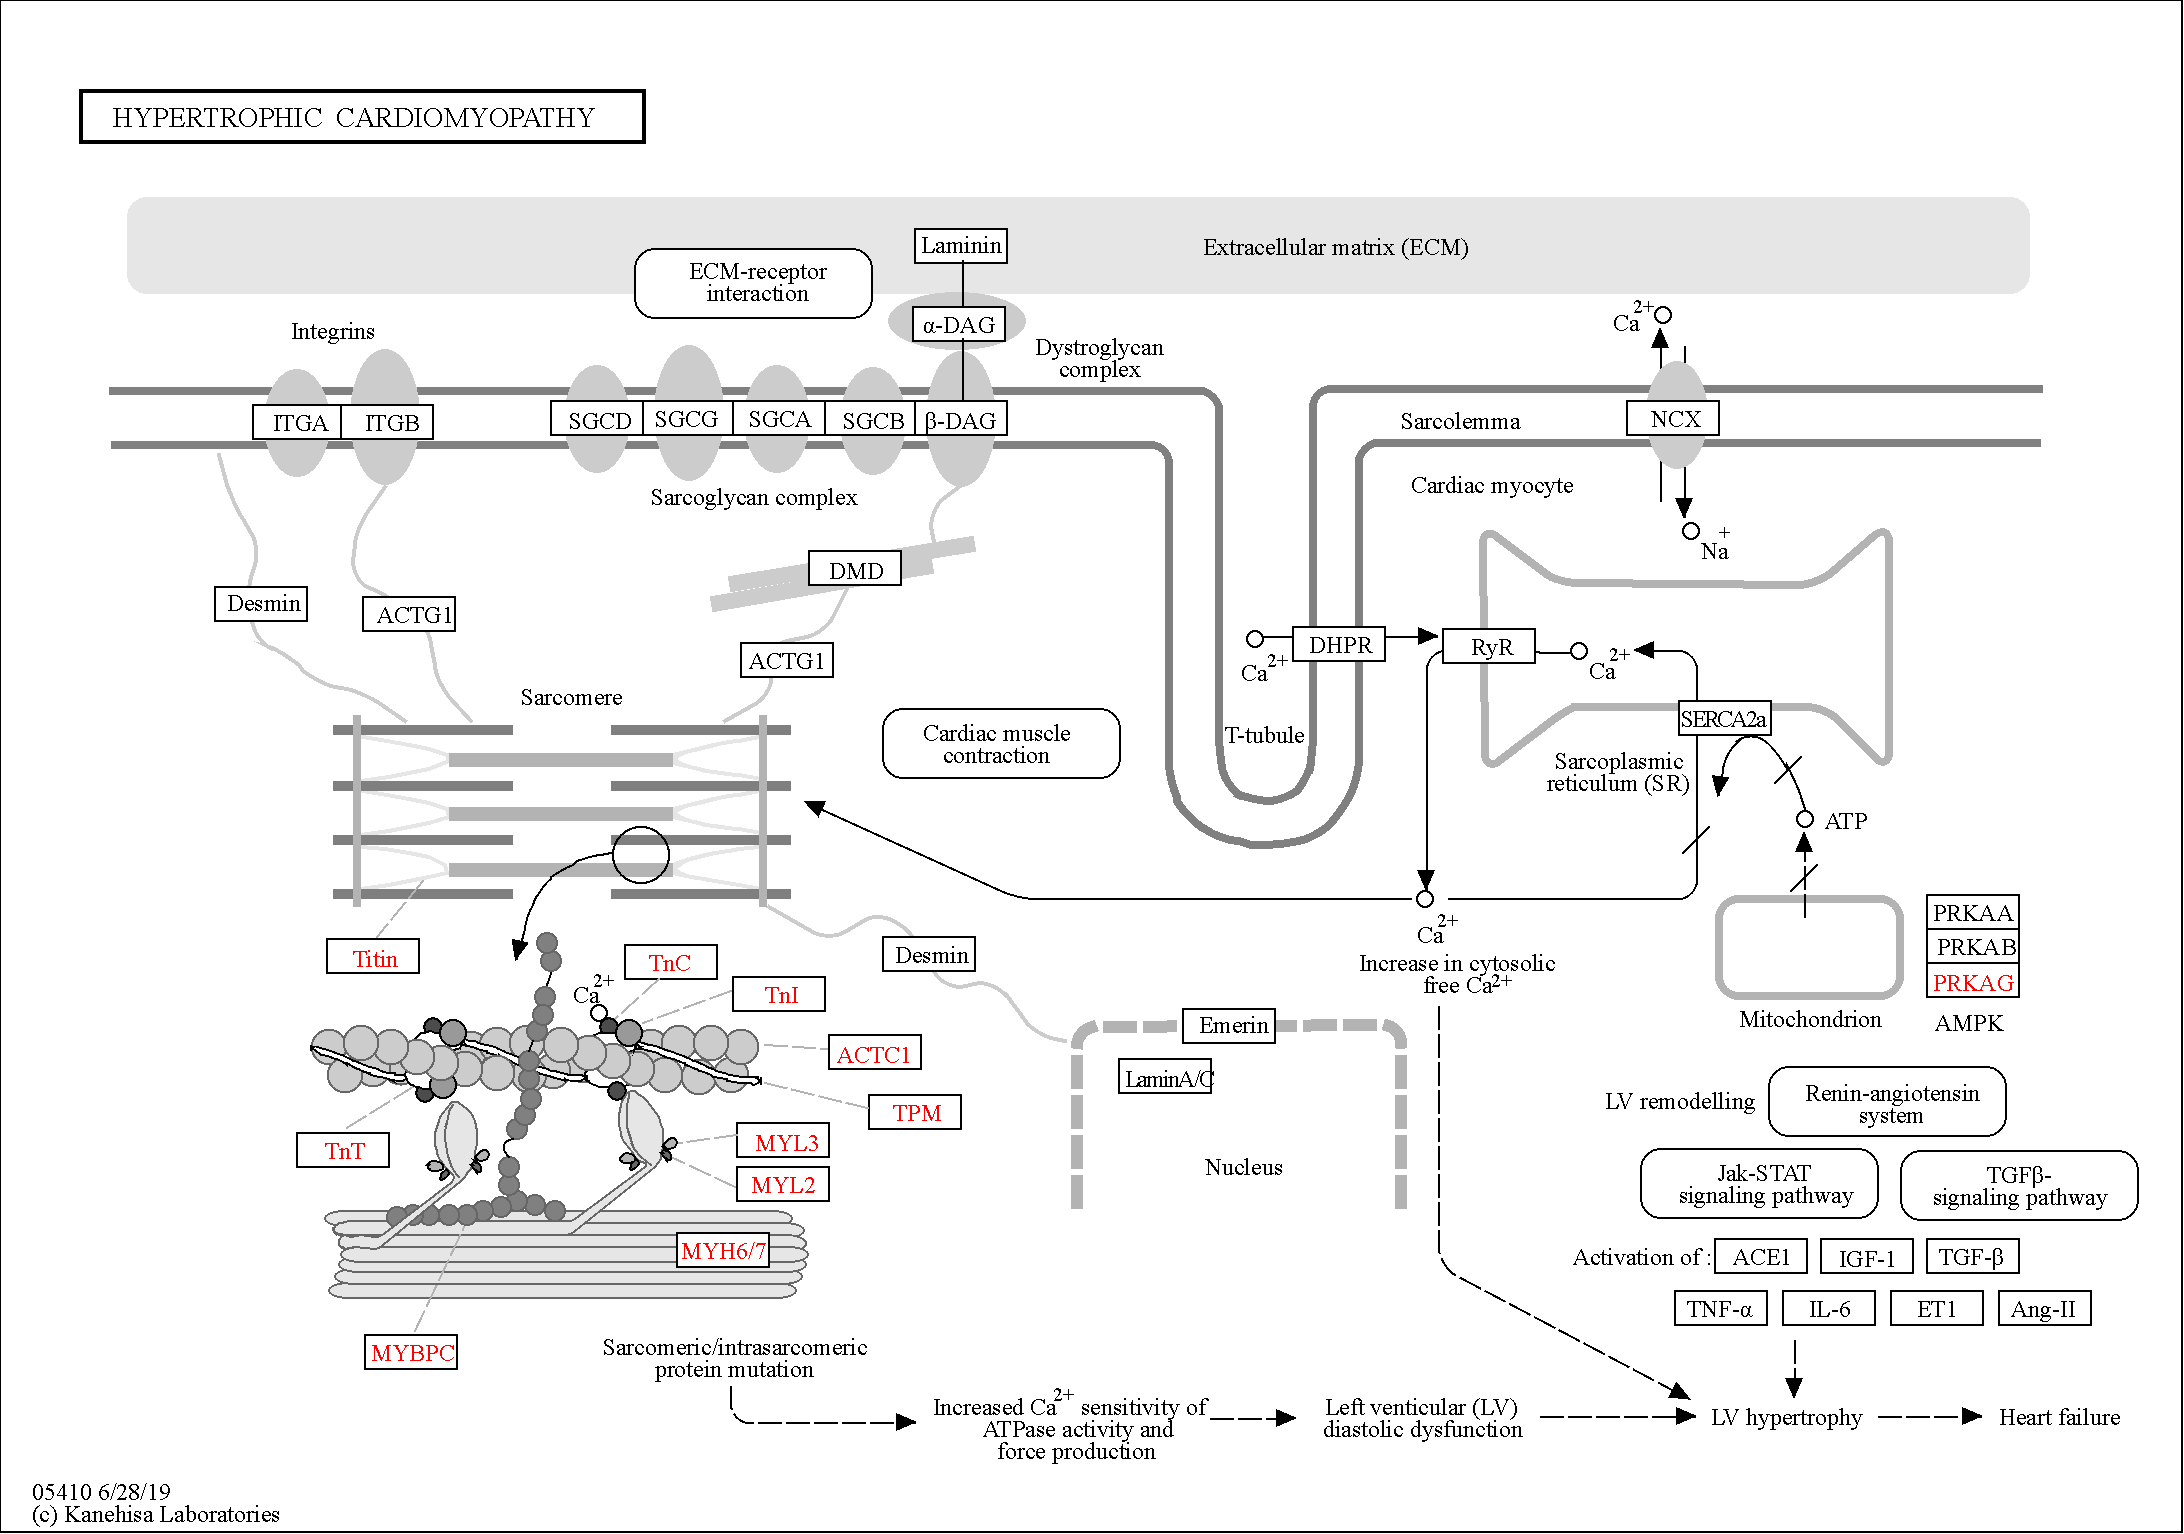 HYPERTROPHIC CARDIOMYOPATHY
Laminin
Extracellular matrix (ECM)
ECM-receptor
interaction
α-DAG
Integrins
Dystroglycan
complex
Ca2+
ITGA
ITGB
SGCD
SGCG
SGCA
SGCB
β-DAG
Sarcolemma
NCX
Sarcoglycan complex
Cardiac myocyte
Na+
DMD
Desmin
ACTG1
ACTG1
DHPR
RyR
Ca2+
Ca2+
Sarcomere
SERCA2a
Cardiac muscle
contraction
T-tubule
Sarcoplasmic
reticulum (SR)
ATP
PRKAA
PRKAB
PRKAG
AMPK
Mitochondrion
Ca2+
Increase in cytosolic
free Ca2+
Titin
TnC
Desmin
Ca2+
TnI
Emerin
ACTC1
LaminA/C
TPM
TnT
MYL3
MYL2
Nucleus
LV remodelling
Renin-angiotensin
system
Jak-STAT
signaling pathway
TGFβ-
signaling pathway
MYH6/7
Activation of :
ACE1
IGF-1
TGF-β
TNF-α
IL-6
ET1
Ang-II
MYBPC
Sarcomeric/intrasarcomeric
protein mutation
Increased Ca2+ sensitivity of
ATPase activity and
force production
Left venticular (LV)
diastolic dysfunction
LV hypertrophy
Heart failure
05410 6/28/19
(c) Kanehisa Laboratories